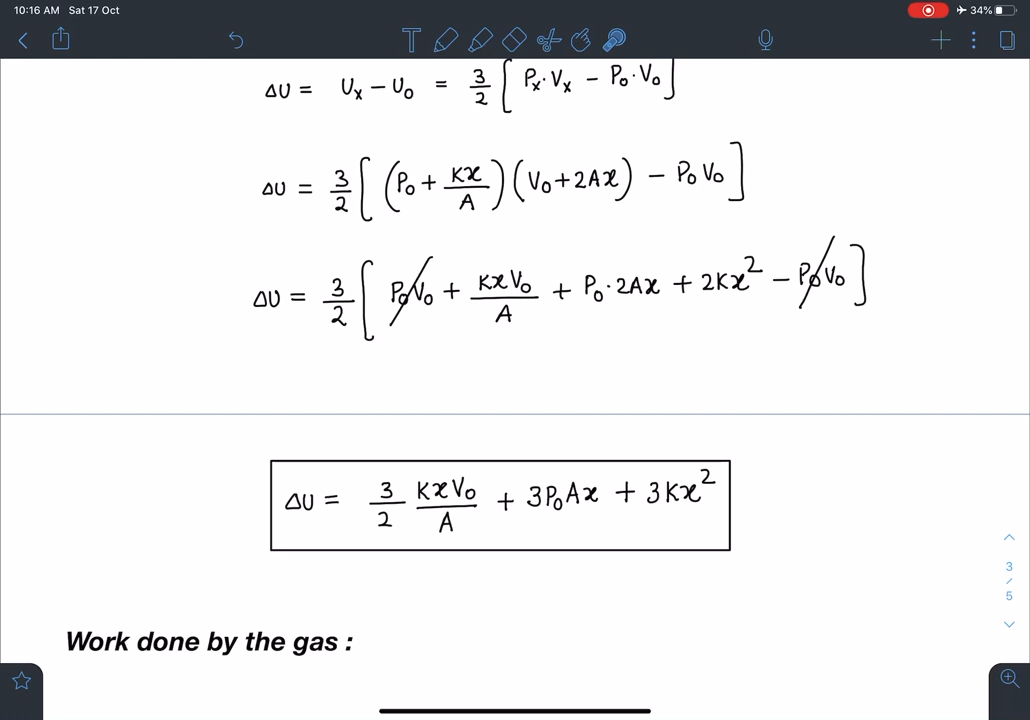 10:16 AM Sat 17 Oct 34%
T
ΔU = Ux − U₀ = 3/2 [ Px·Vx − P₀·V₀ ]
ΔU = 3/2 [ (P₀ + Kx/A) (V₀ + 2Ax) − P₀V₀ ]
ΔU = 3/2 [ P₀V₀ + KxV₀/A + P₀·2Ax + 2Kx² − P₀V₀ ]
ΔU = 3/2 KxV₀/A + 3P₀Ax + 3Kx²
3
/
5
Work done by the gas :